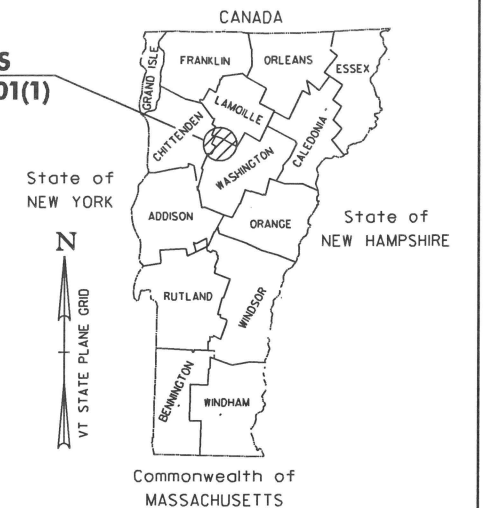 CANADA
S
01(1)
GRAND ISLE
FRANKLIN
ORLEANS
ESSEX
LAMOILLE
CHITTENDEN
CALEDONIA
WASHINGTON
State of
NEW YORK
ADDISON
ORANGE
State of
NEW HAMPSHIRE
N
VT STATE PLANE GRID
RUTLAND
WINDSOR
BENNINGTON
WINDHAM
Commonwealth of
MASSACHUSETTS